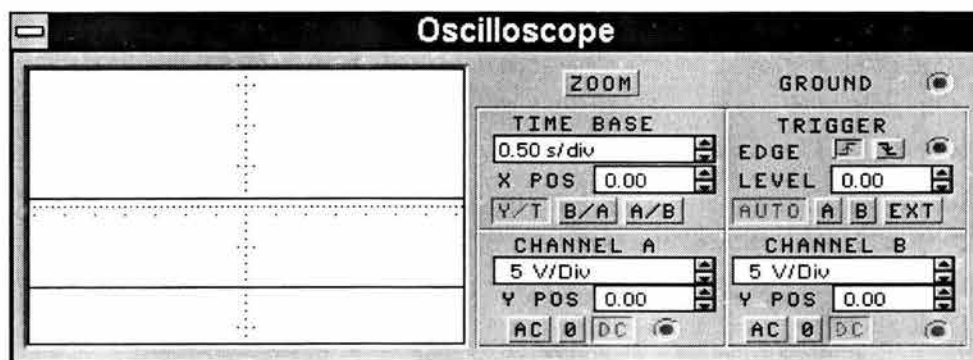 Oscilloscope
ZOOM GROUND
TIME BASE
0.50 s/div
X POS 0.00
Y/T B/A A/B
TRIGGER
EDGE
LEVEL 0.00
AUTO A B EXT
CHANNEL A
5 V/Div
Y POS 0.00
AC 0 DC
CHANNEL B
5 V/Div
Y POS 0.00
AC 0 DC